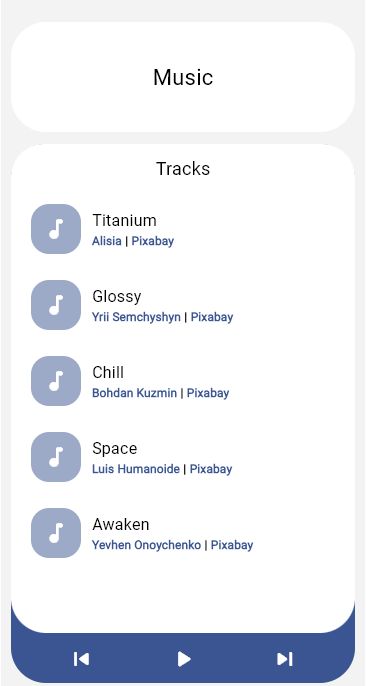 Music
Tracks
Titanium
Alisia | Pixabay
Glossy
Yrii Semchyshyn | Pixabay
Chill
Bohdan Kuzmin | Pixabay
Space
Luis Humanoide | Pixabay
Awaken
Yevhen Onoychenko | Pixabay